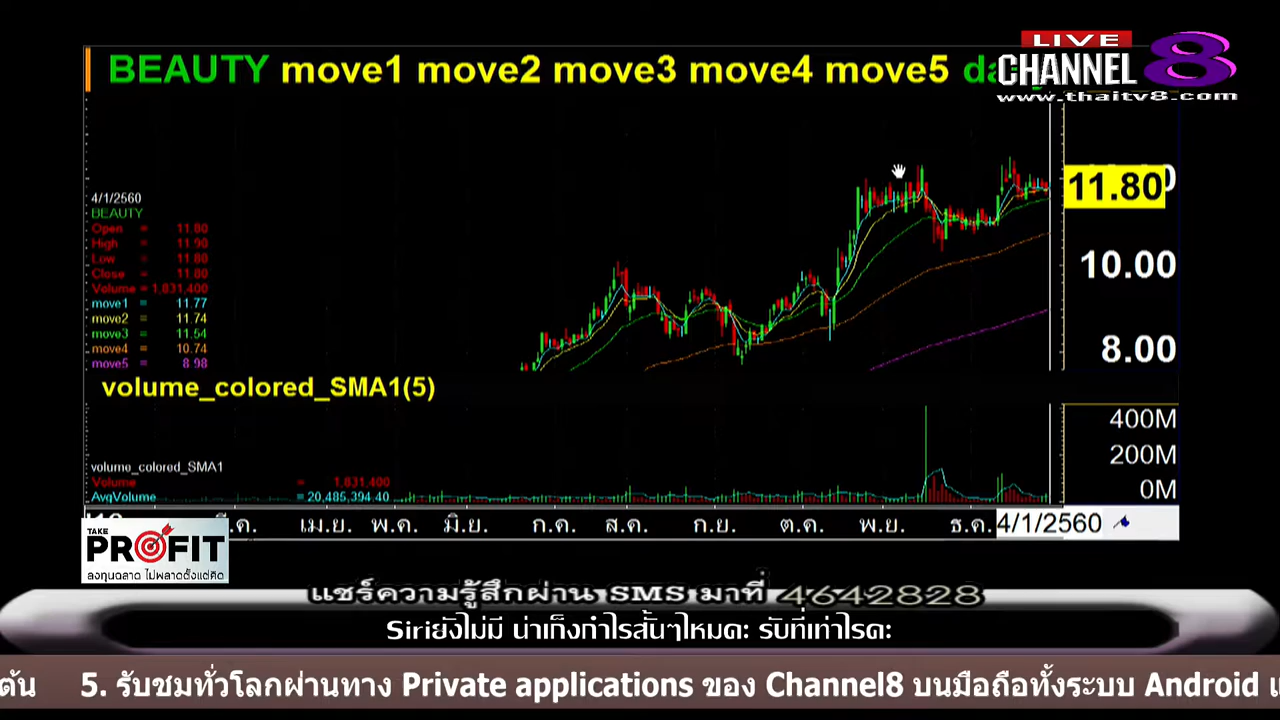 LIVE
CHANNEL 8
www.thaitv8.com
BEAUTY move1 move2 move3 move4 move5
11.80
4/1/2560
BEAUTY
Open = 11.80
High = 11.90
Low = 11.80
Close = 11.80
Volume = 1,831,400
move1 = 11.77
move2 = 11.74
move3 = 11.54
move4 = 10.74
move5 = 8.98
10.00
8.00
volume_colored_SMA1(5)
400M
200M
0M
volume_colored_SMA1
Volume = 1,831,400
AvgVolume = 20,485,394.40
เม.ย. พ.ค. มิ.ย. ก.ค. ส.ค. ก.ย. ต.ค. พ.ย. ธ.ค. 4/1/2560
TAKE
PROFIT
ลงทุนฉลาด ไม่พลาดตั้งแต่คิด
แชร์ความรู้สึกผ่าน SMS มาที่ 4642828
Siriยังไม่มี น่าเก็งกำไรสั้นๆไหมคะ รับที่เท่าไรคะ
ต้น 5. รับชมทั่วโลกผ่านทาง Private applications ของ Channel8 บนมือถือทั้งระบบ Android